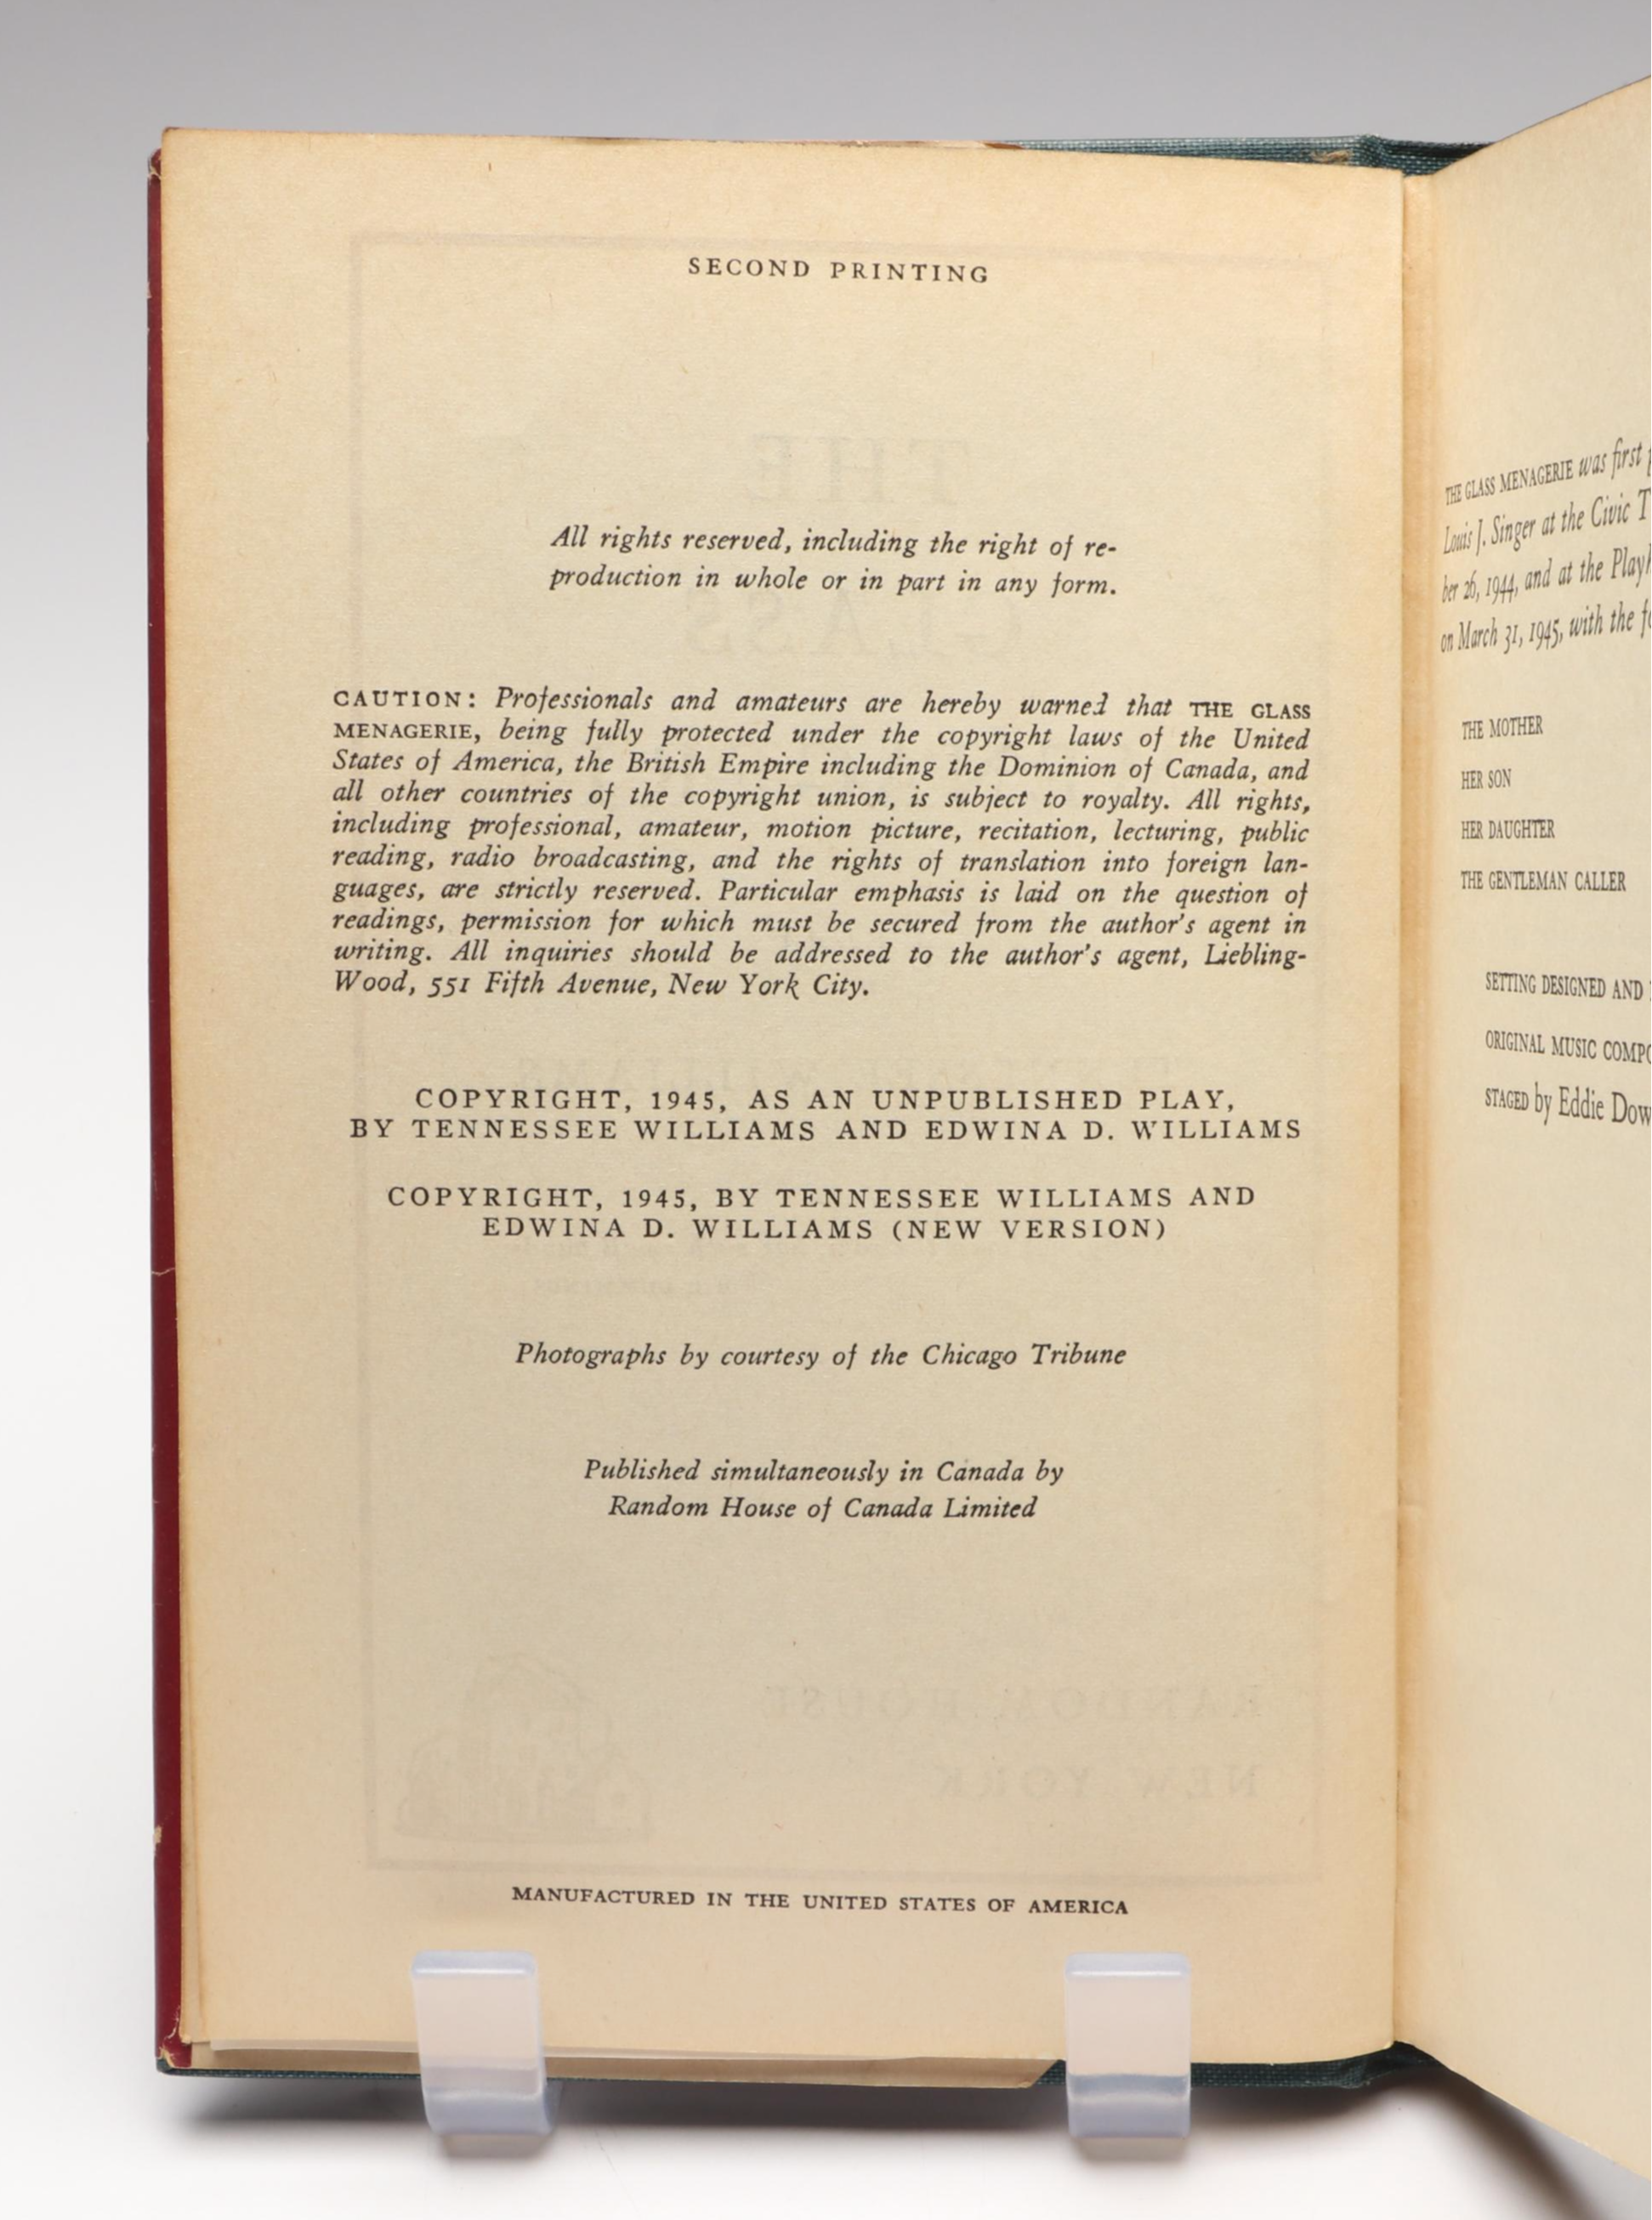 SECOND PRINTING
All rights reserved, including the right of re-
production in whole or in part in any form.
CAUTION: Professionals and amateurs are hereby warned that THE GLASS
MENAGERIE, being fully protected under the copyright laws of the United
States of America, the British Empire including the Dominion of Canada, and
all other countries of the copyright union, is subject to royalty. All rights,
including professional, amateur, motion picture, recitation, lecturing, public
reading, radio broadcasting, and the rights of translation into foreign lan-
guages, are strictly reserved. Particular emphasis is laid on the question of
readings, permission for which must be secured from the author's agent in
writing. All inquiries should be addressed to the author's agent, Liebling-
Wood, 551 Fifth Avenue, New York City.
COPYRIGHT, 1945, AS AN UNPUBLISHED PLAY,
BY TENNESSEE WILLIAMS AND EDWINA D. WILLIAMS
COPYRIGHT, 1945, BY TENNESSEE WILLIAMS AND
EDWINA D. WILLIAMS (NEW VERSION)
Photographs by courtesy of the Chicago Tribune
Published simultaneously in Canada by
Random House of Canada Limited
MANUFACTURED IN THE UNITED STATES OF AMERICA
THE GLASS MENAGERIE was first
Louis J. Singer at the Civic
ber 26, 1944, and at the
on March 31, 1945, with the
THE MOTHER
HER SON
HER DAUGHTER
THE GENTLEMAN CALLER
SETTING DESIGNED AND
ORIGINAL MUSIC
STAGED by Eddie